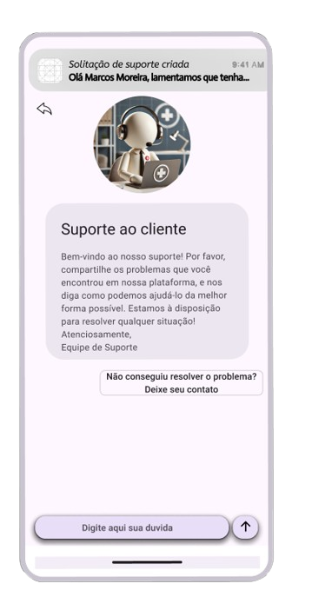 Solitação de suporte criada
9:41 AM
Olá Marcos Moreira, lamentamos que tenha...
Suporte ao cliente
Bem-vindo ao nosso suporte! Por favor,
compartilhe os problemas que você
encontrou em nossa plataforma, e nos
diga como podemos ajudá-lo da melhor
forma possível. Estamos à disposição
para resolver qualquer situação!
Atenciosamente,
Equipe de Suporte
Não conseguiu resolver o problema?
Deixe seu contato
Digite aqui sua duvida